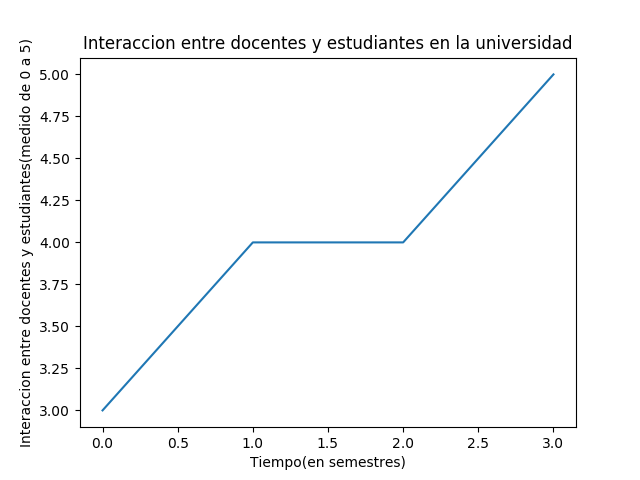 Interaccion entre docentes y estudiantes en la universidad
Interaccion entre docentes y estudiantes(medido de 0 a 5)
5.00
4.75
4.50
4.25
4.00
3.75
3.50
3.25
3.00
0.0 0.5 1.0 1.5 2.0 2.5 3.0
Tiempo(en semestres)